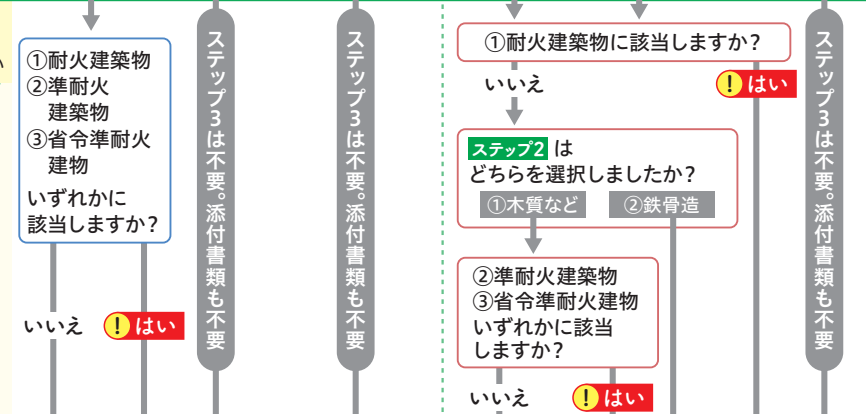 ①耐火建築物
②準耐火
建築物
③省令準耐火
建物
いずれかに
該当しますか？
いいえ
! はい
ステップ3は不要。添付書類も不要
ステップ3は不要。添付書類も不要
①耐火建築物に該当しますか？
いいえ
! はい
ステップ2 は
どちらを選択しましたか？
①木質など
②鉄骨造
②準耐火建築物
③省令準耐火建物
いずれかに該当
しますか？
いいえ
! はい
ステップ3は不要。添付書類も不要